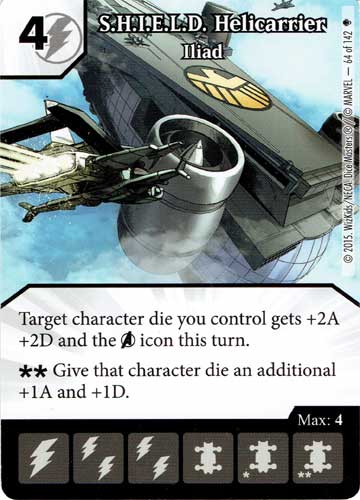 4
S.H.I.E.L.D. Helicarrier
Iliad
© 2015. WizKids/NECA. Dice Masters © // © MARVEL — 64 of 142
Target character die you control gets +2A
+2D and the icon this turn.
** Give that character die an additional
+1A and +1D.
Max: 4
*
**